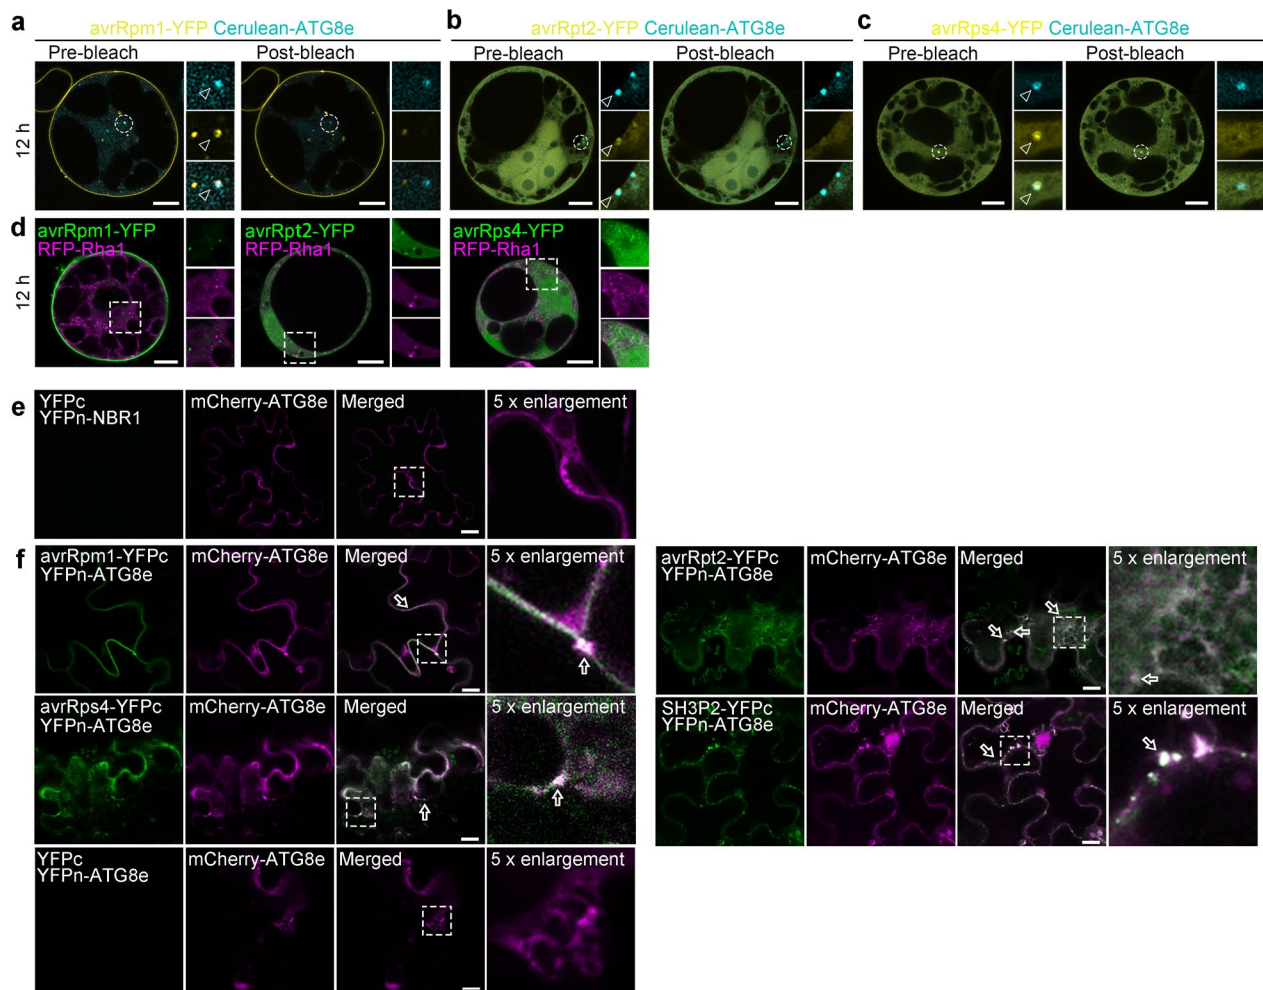 a
avrRpm1-YFP Cerulean-ATG8e
Pre-bleach
Post-bleach
12 h
b
avrRpt2-YFP Cerulean-ATG8e
Pre-bleach
Post-bleach
c
avrRps4-YFP Cerulean-ATG8e
Pre-bleach
Post-bleach
d
12 h
avrRpm1-YFP
RFP-Rha1
avrRpt2-YFP
RFP-Rha1
avrRps4-YFP
RFP-Rha1
e
YFPc
YFPn-NBR1
mCherry-ATG8e
Merged
5 x enlargement
f
avrRpm1-YFPc
YFPn-ATG8e
mCherry-ATG8e
Merged
5 x enlargement
avrRpt2-YFPc
YFPn-ATG8e
mCherry-ATG8e
Merged
5 x enlargement
avrRps4-YFPc
YFPn-ATG8e
mCherry-ATG8e
Merged
5 x enlargement
SH3P2-YFPc
YFPn-ATG8e
mCherry-ATG8e
Merged
5 x enlargement
YFPc
YFPn-ATG8e
mCherry-ATG8e
Merged
5 x enlargement